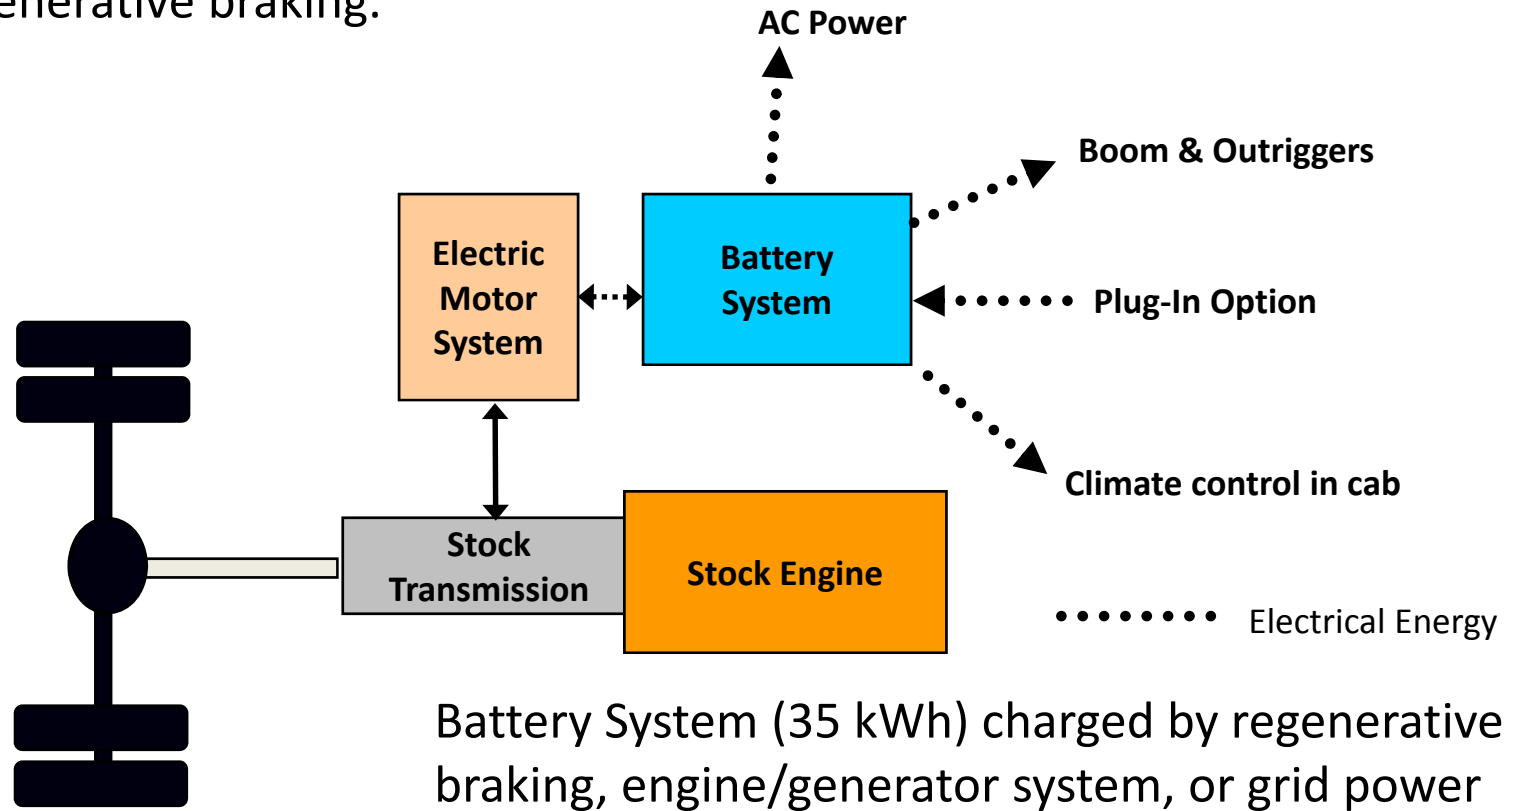 braking.
AC Power
Boom & Outriggers
Electric
Motor
System
Battery
System
Plug-In Option
Climate control in cab
Stock
Transmission
Stock Engine
Electrical Energy
Battery System (35 kWh) charged by regenerative
braking, engine/generator system, or grid power